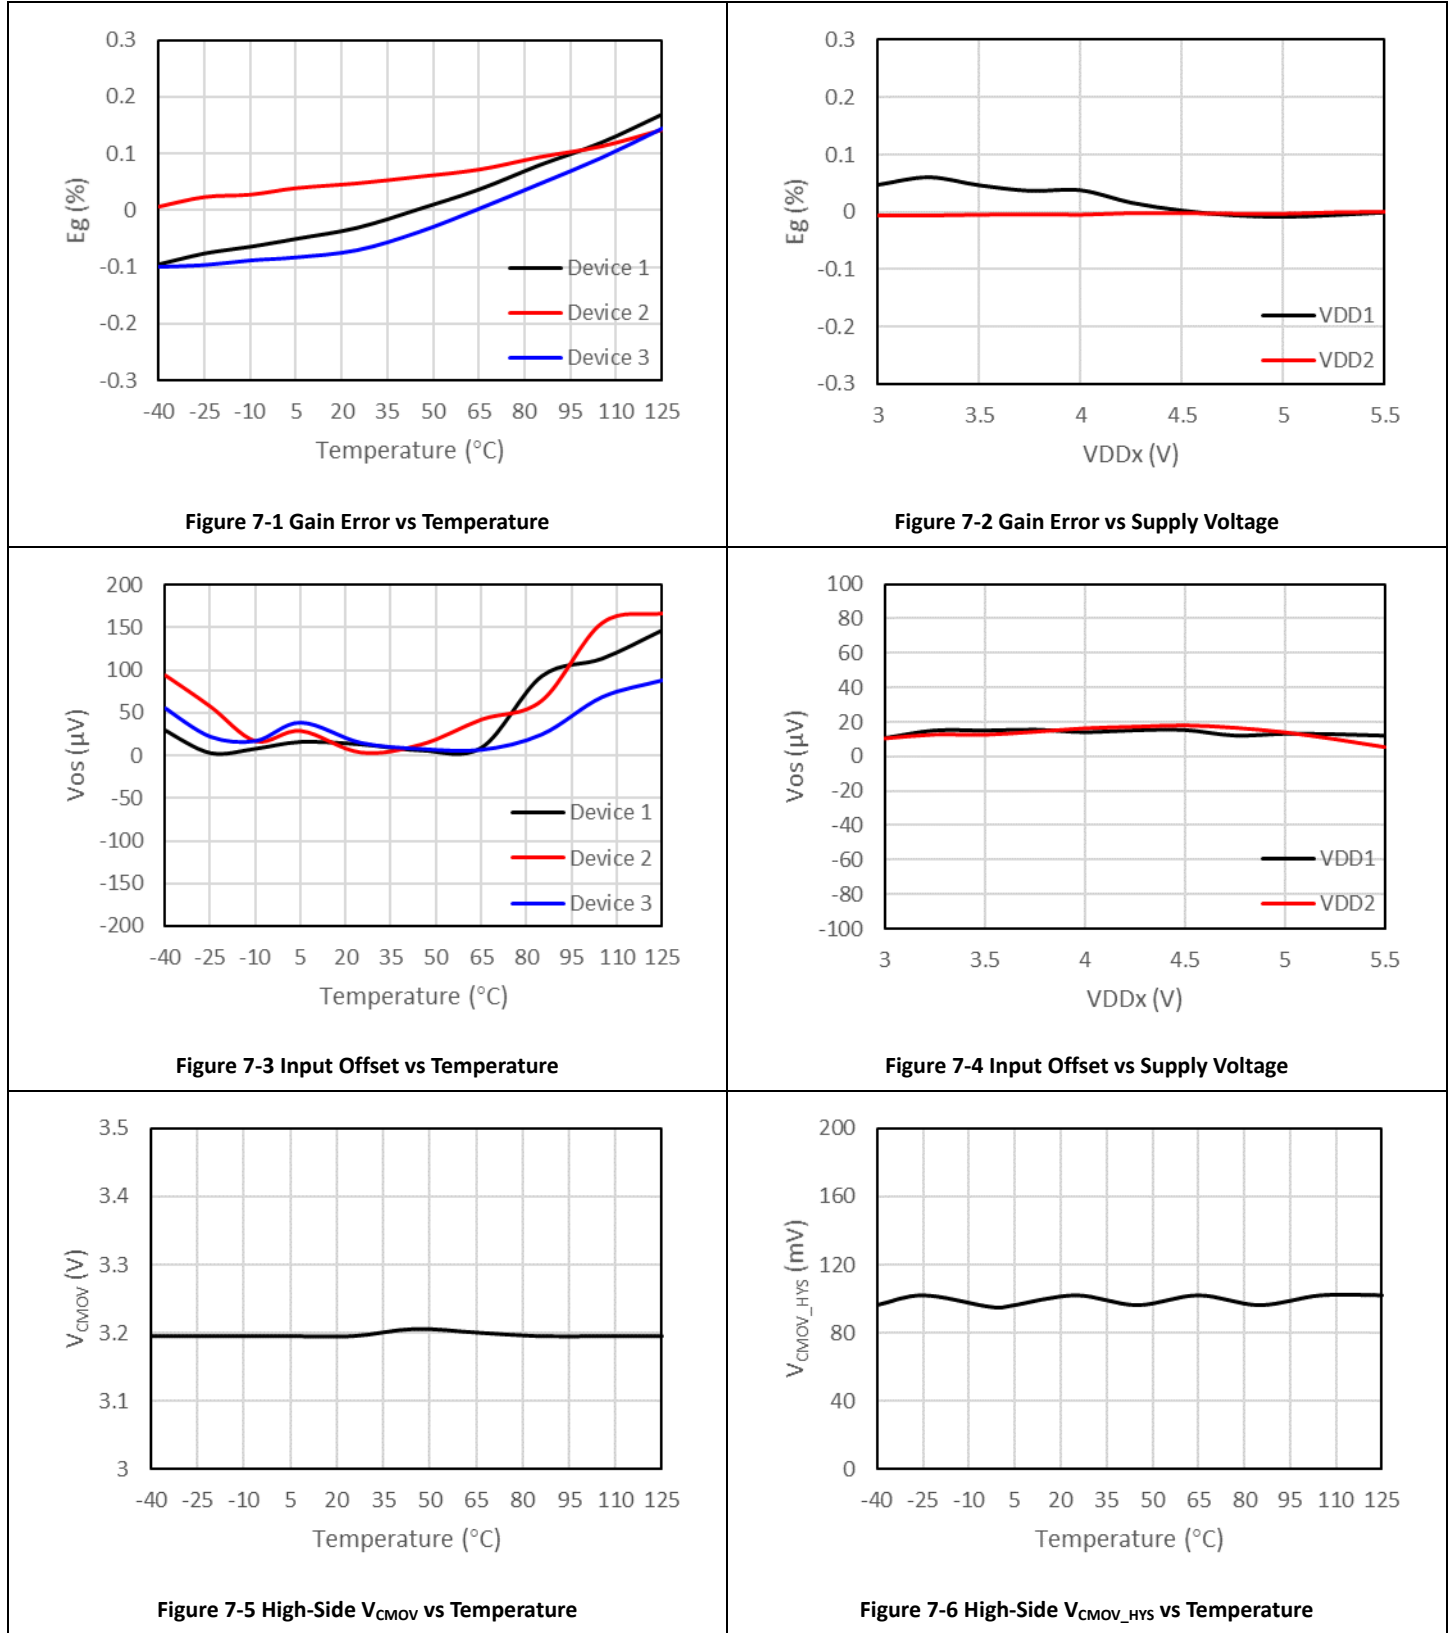 0.3
0.2
0.1
0
-0.1
-0.2
-0.3
Eg (%)
Device 1
Device 2
Device 3
-40 -25 -10 5 20 35 50 65 80 95 110 125
Temperature (°C)
Figure 7-1 Gain Error vs Temperature
0.3
0.2
0.1
0
-0.1
-0.2
-0.3
Eg (%)
VDD1
VDD2
3 3.5 4 4.5 5 5.5
VDDx (V)
Figure 7-2 Gain Error vs Supply Voltage
200
150
100
50
0
-50
-100
-150
-200
Vos (µV)
Device 1
Device 2
Device 3
-40 -25 -10 5 20 35 50 65 80 95 110 125
Temperature (°C)
Figure 7-3 Input Offset vs Temperature
100
80
60
40
20
0
-20
-40
-60
-80
-100
Vos (µV)
VDD1
VDD2
3 3.5 4 4.5 5 5.5
VDDx (V)
Figure 7-4 Input Offset vs Supply Voltage
3.5
3.4
3.3
3.2
3.1
3
VCMOV (V)
-40 -25 -10 5 20 35 50 65 80 95 110 125
Temperature (°C)
Figure 7-5 High-Side VCMOV vs Temperature
200
160
120
80
40
0
VCMOV_HYS (mV)
-40 -25 -10 5 20 35 50 65 80 95 110 125
Temperature (°C)
Figure 7-6 High-Side VCMOV_HYS vs Temperature